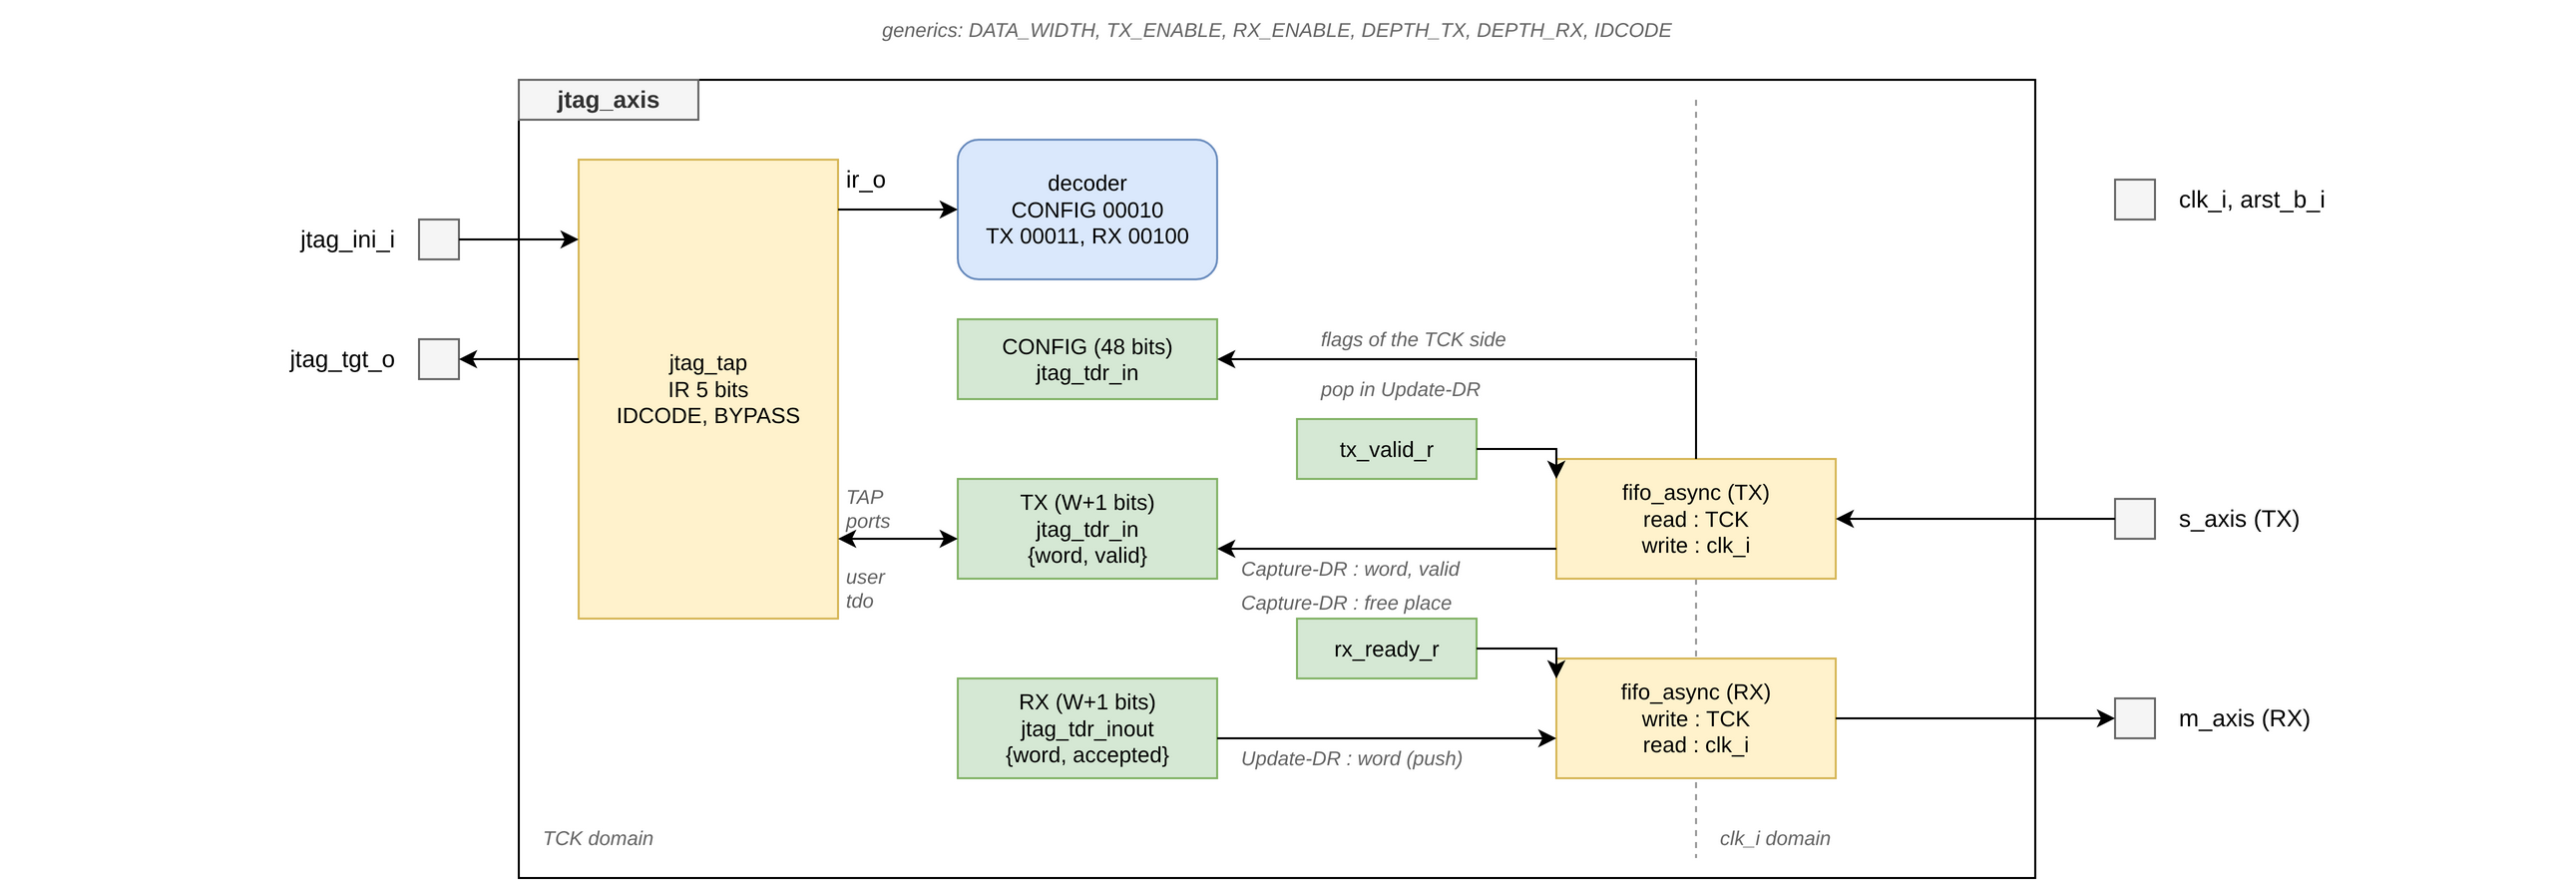 generics: DATA_WIDTH, TX_ENABLE, RX_ENABLE, DEPTH_TX, DEPTH_RX, IDCODE
jtag_axis
ir_o
decoder
CONFIG 00010
TX 00011, RX 00100
clk_i, arst_b_i
jtag_ini_i
jtag_tgt_o
jtag_tap
IR 5 bits
IDCODE, BYPASS
CONFIG (48 bits)
jtag_tdr_in
flags of the TCK side
pop in Update-DR
tx_valid_r
TAP
ports
user
tdo
TX (W+1 bits)
jtag_tdr_in
{word, valid}
fifo_async (TX)
read : TCK
write : clk_i
s_axis (TX)
Capture-DR : word, valid
Capture-DR : free place
rx_ready_r
RX (W+1 bits)
jtag_tdr_inout
{word, accepted}
Update-DR : word (push)
fifo_async (RX)
write : TCK
read : clk_i
m_axis (RX)
TCK domain
clk_i domain